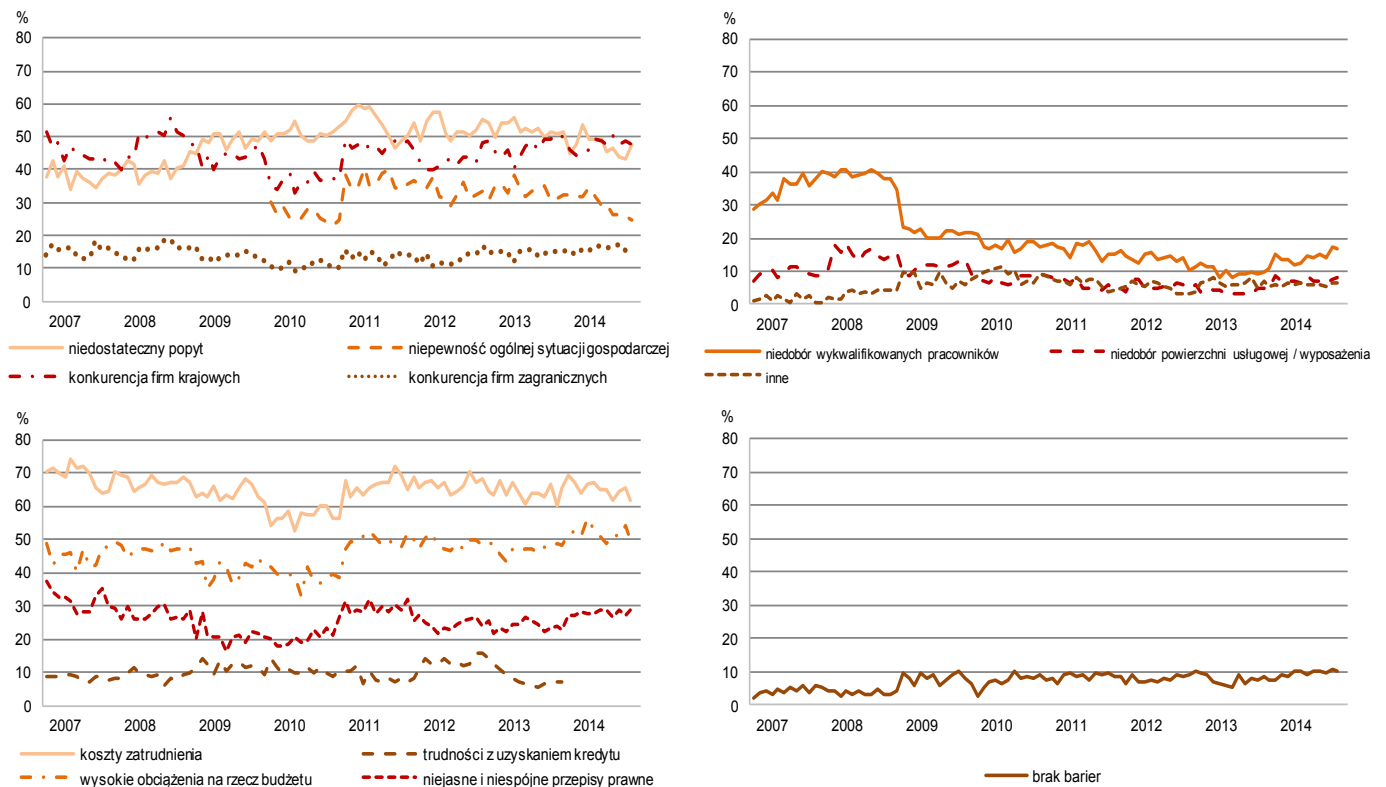 %
80
70
60
50
40
30
20
10
0
2007 2008 2009 2010 2011 2012 2013 2014
niedostateczny popyt
niepewność ogólnej sytuacji gospodarczej
konkurencja firm krajowych
konkurencja firm zagranicznych
%
80
70
60
50
40
30
20
10
0
2007 2008 2009 2010 2011 2012 2013 2014
niedobór wykwalifikowanych pracowników
niedobór powierzchni usługowej / wyposażenia
inne
%
80
70
60
50
40
30
20
10
0
2007 2008 2009 2010 2011 2012 2013 2014
koszty zatrudnienia
trudności z uzyskaniem kredytu
wysokie obciążenia na rzecz budżetu
niejasne i niespójne przepisy prawne
%
80
70
60
50
40
30
20
10
0
2007 2008 2009 2010 2011 2012 2013 2014
brak barier